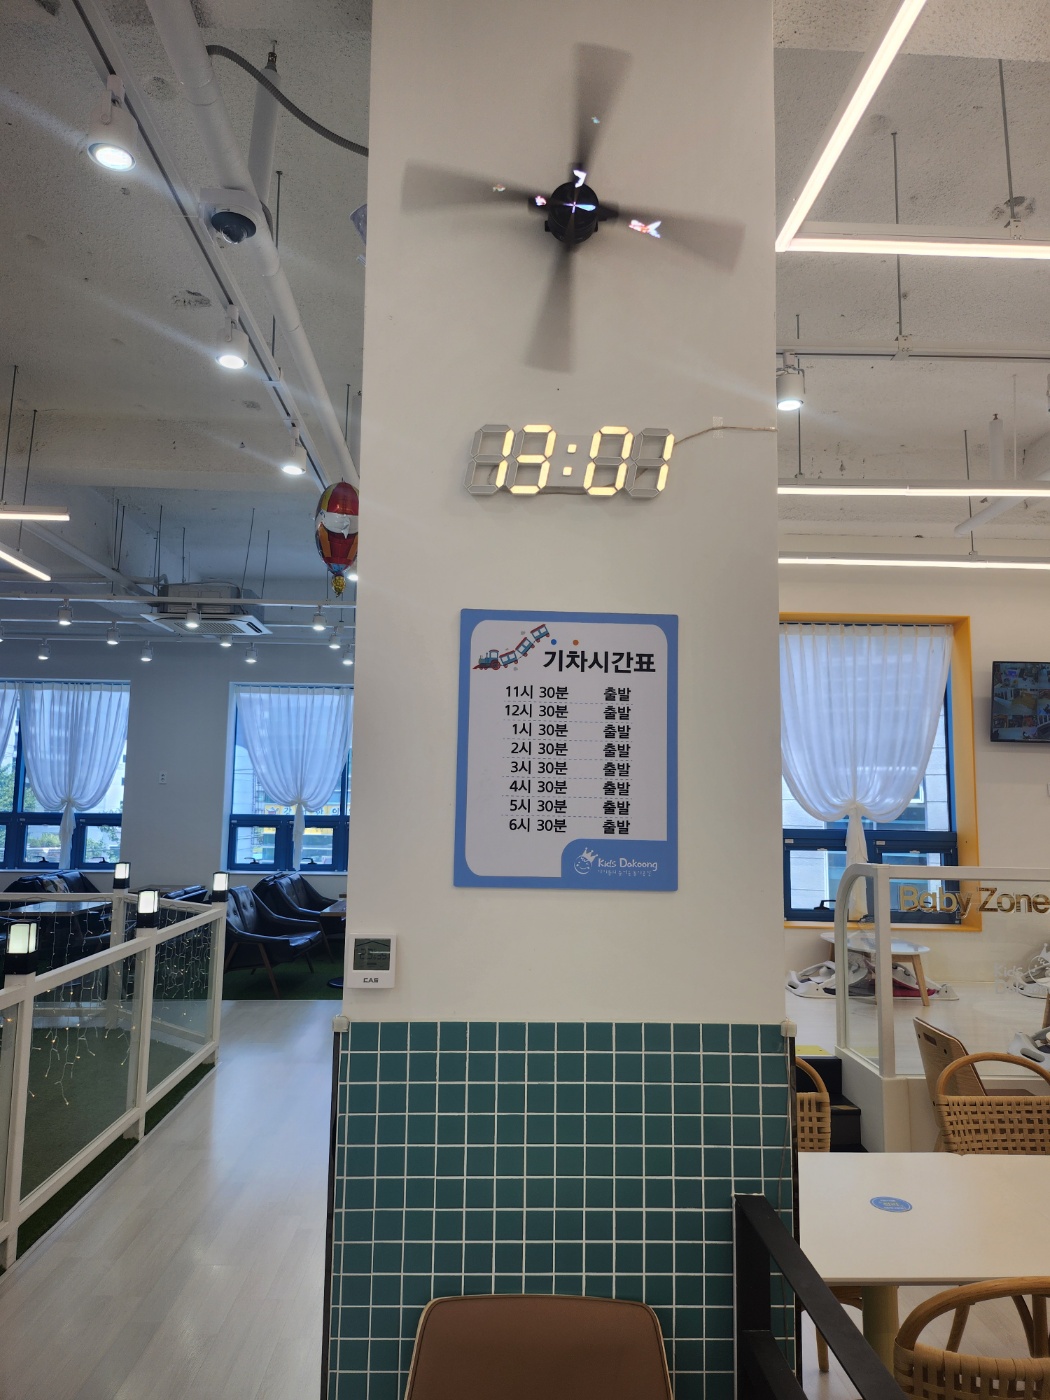 13:01
기차시간표
11시 30분 출발
12시 30분 출발
1시 30분 출발
2시 30분 출발
3시 30분 출발
4시 30분 출발
5시 30분 출발
6시 30분 출발
Kid's Dakoong
CAS
Baby Zone